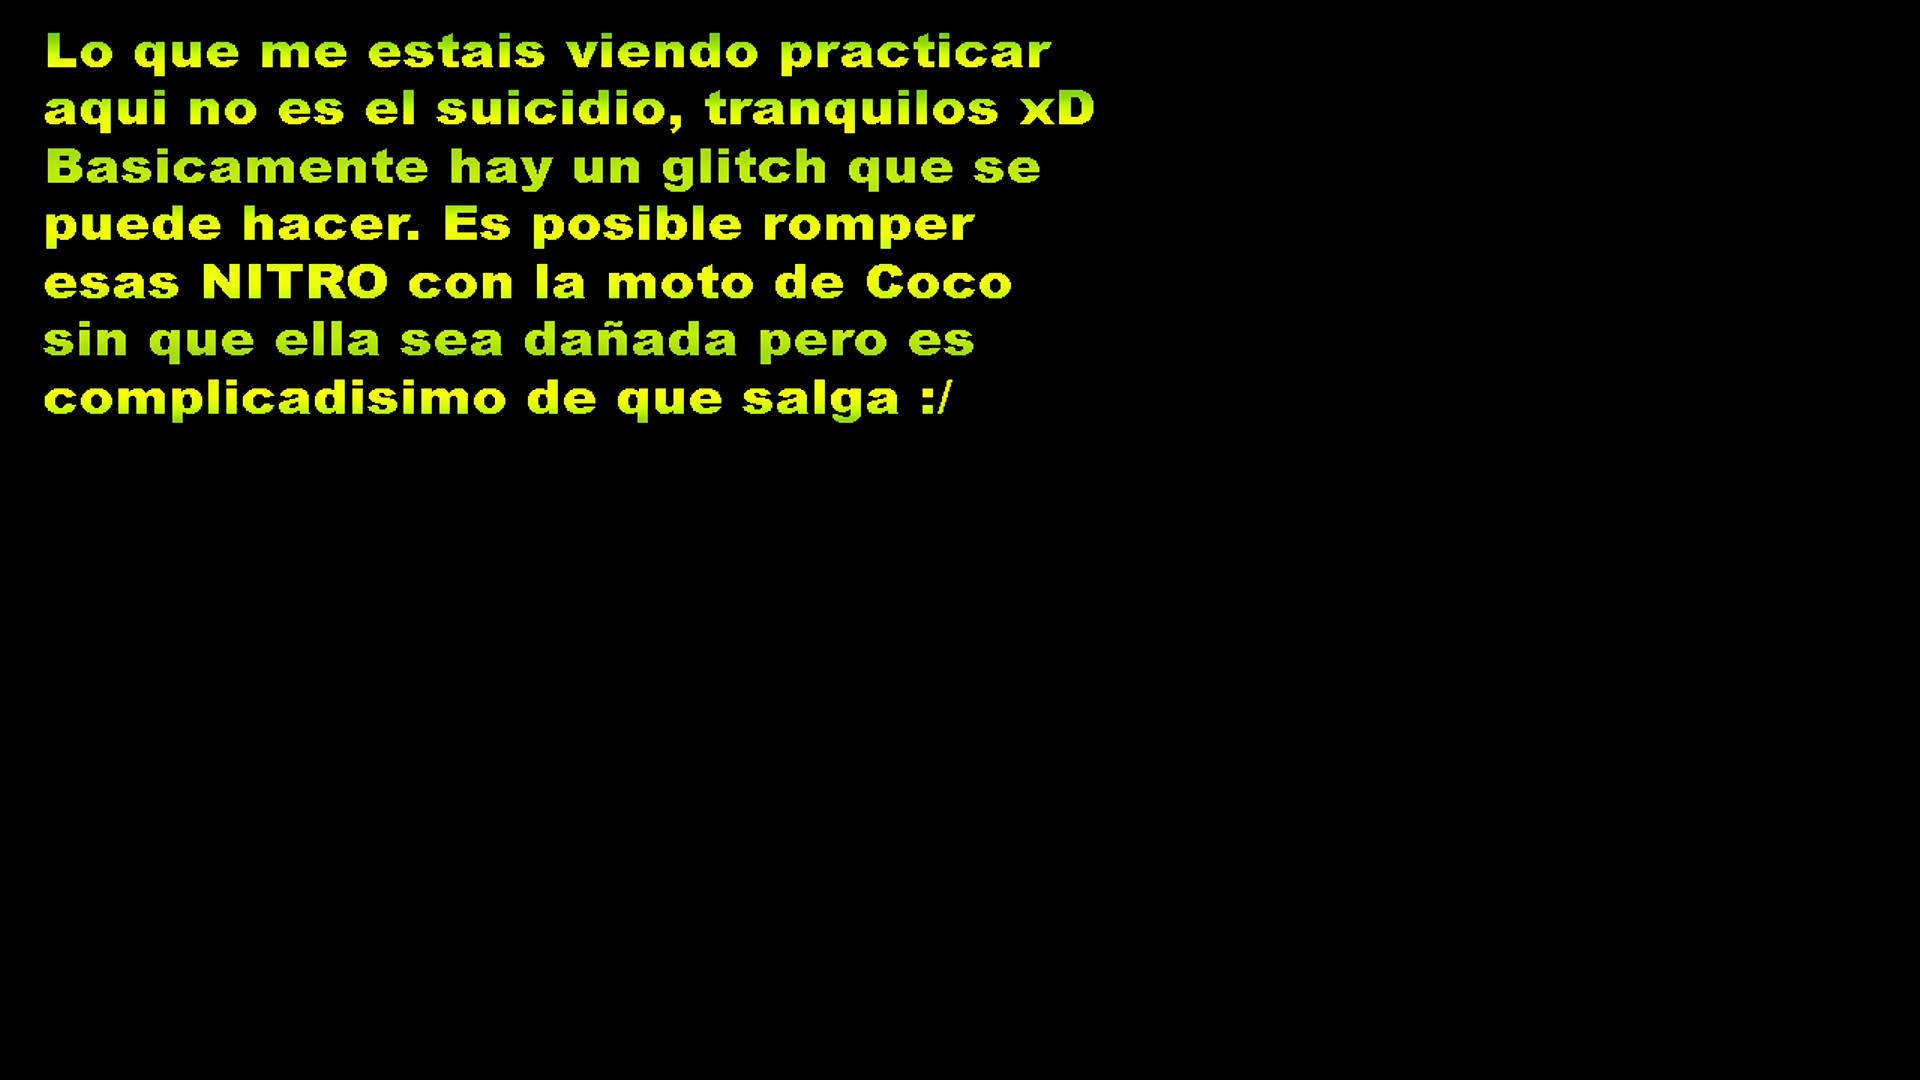 Lo que me estais viendo practicar
aqui no es el suicidio, tranquilos xD
Basicamente hay un glitch que se
puede hacer. Es posible romper
esas NITRO con la moto de Coco
sin que ella sea dañada pero es
complicadisimo de que salga :/